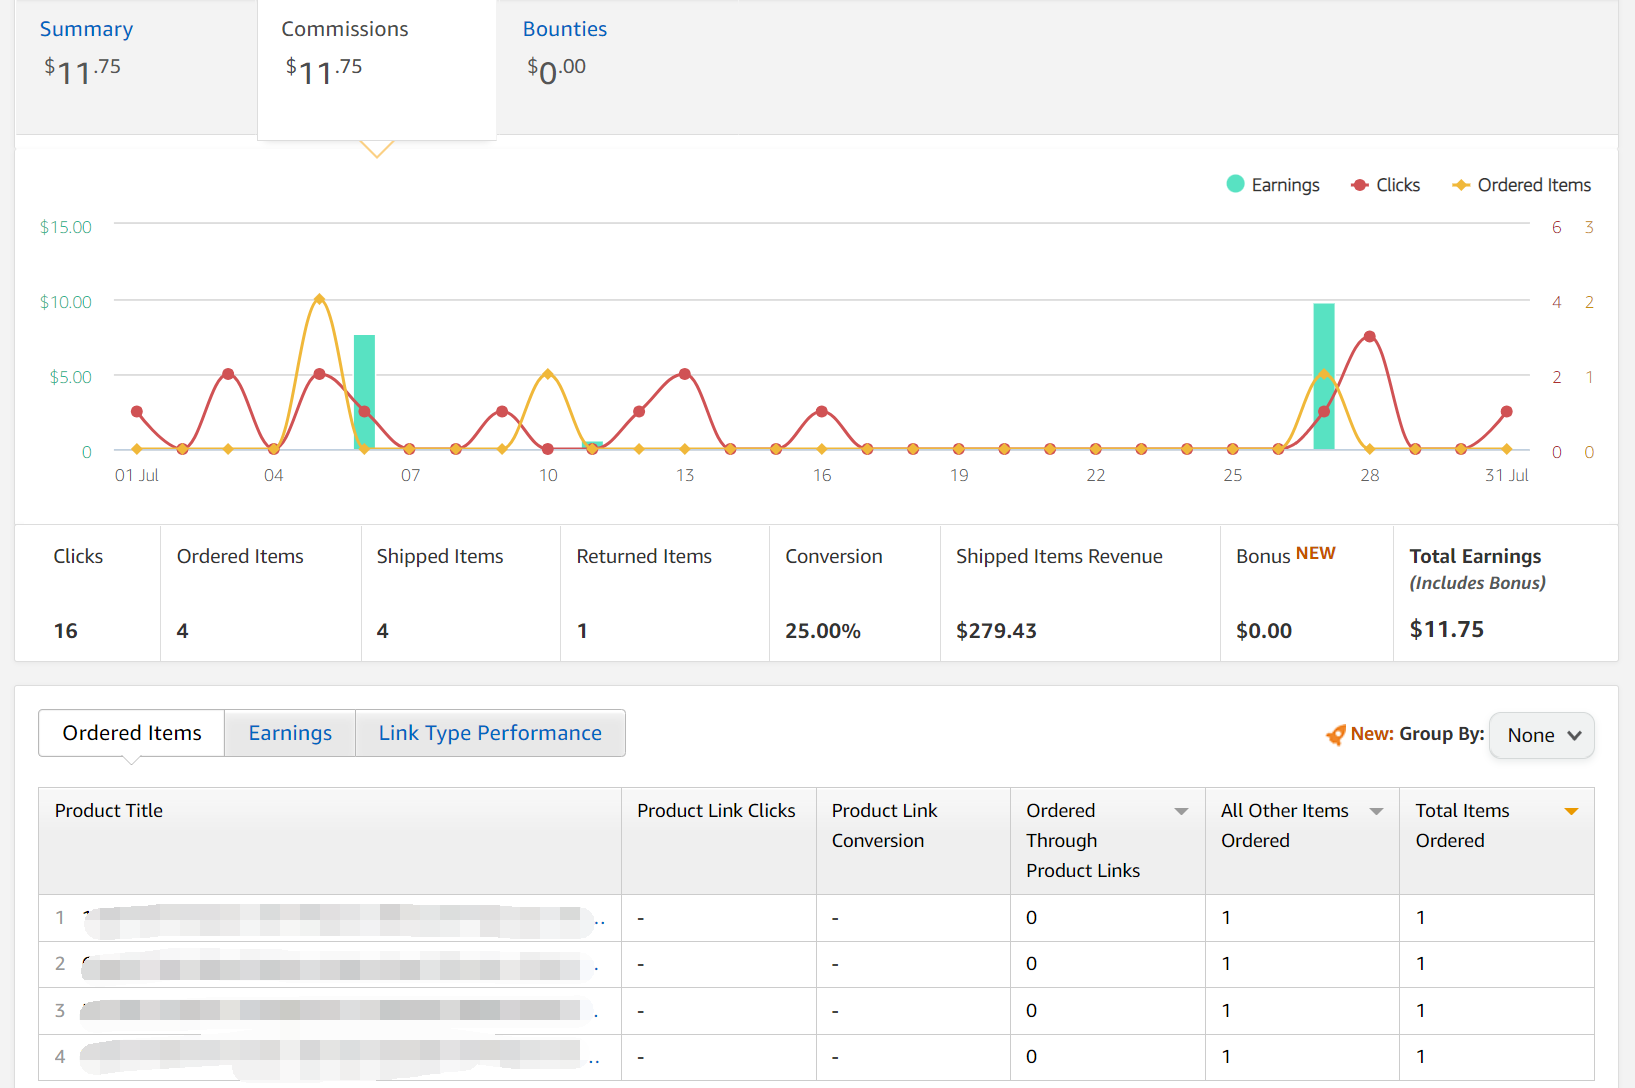 Summary Commissions Bounties
$11.75 $11.75 $0.00
Earnings Clicks Ordered Items
$15.00 6 3
$10.00 4 2
$5.00 2 1
0 0 0
01 Jul 04 07 10 13 16 19 22 25 28 31 Jul
Clicks Ordered Items Shipped Items Returned Items Conversion Shipped Items Revenue Bonus NEW Total Earnings
(Includes Bonus)
16 4 4 1 25.00% $279.43 $0.00 $11.75
Ordered Items Earnings Link Type Performance New: Group By: None
Product Title Product Link Clicks Product Link Ordered All Other Items Total Items
Conversion Through Ordered Ordered
Product Links
1 .. - - 0 1 1
2 . - - 0 1 1
3 . - - 0 1 1
4 .. - - 0 1 1